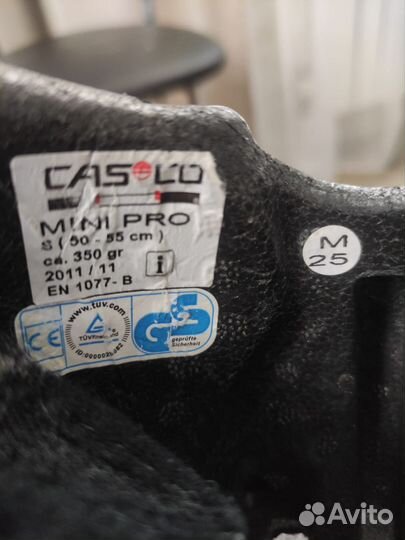 CASCO
MINI PRO
S ( 50 - 55 cm )
ca. 350 gr
2011 / 11
EN 1077- B
i
M
25
www.tuv.com
CE
TÜVRheinland
GS
geprüfte
Sicherheit
Avito